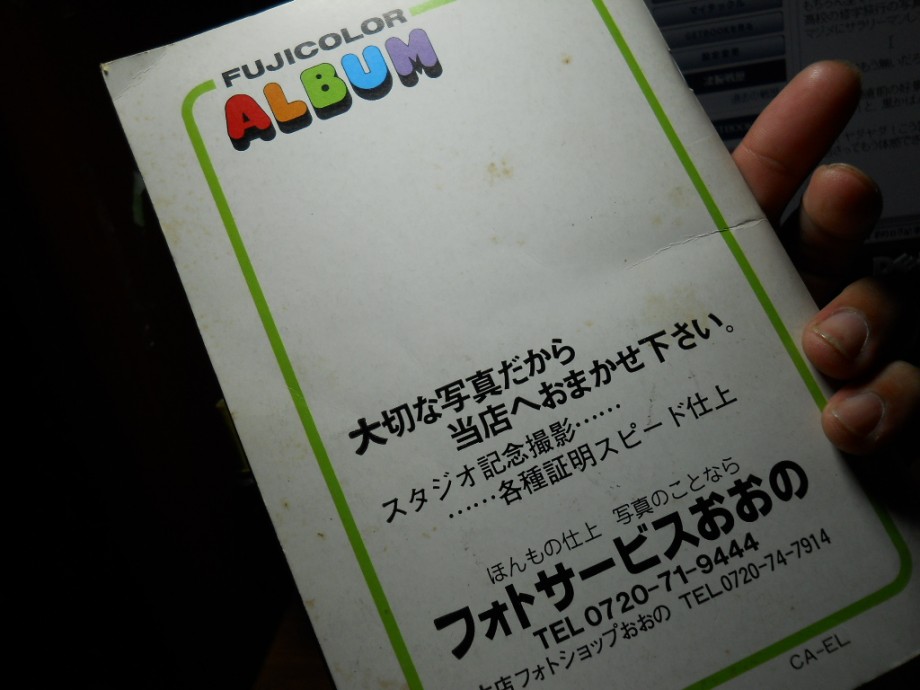 FUJICOLOR
ALBUM
大切な写真だから
当店へおまかせ下さい。
スタジオ記念撮影……
……各種証明スピード仕上
ほんもの仕上 写真のことなら
フォトサービスおおの
TEL0720-71-9444
本店フォトショップおおの TEL0720-74-7914
CA-EL